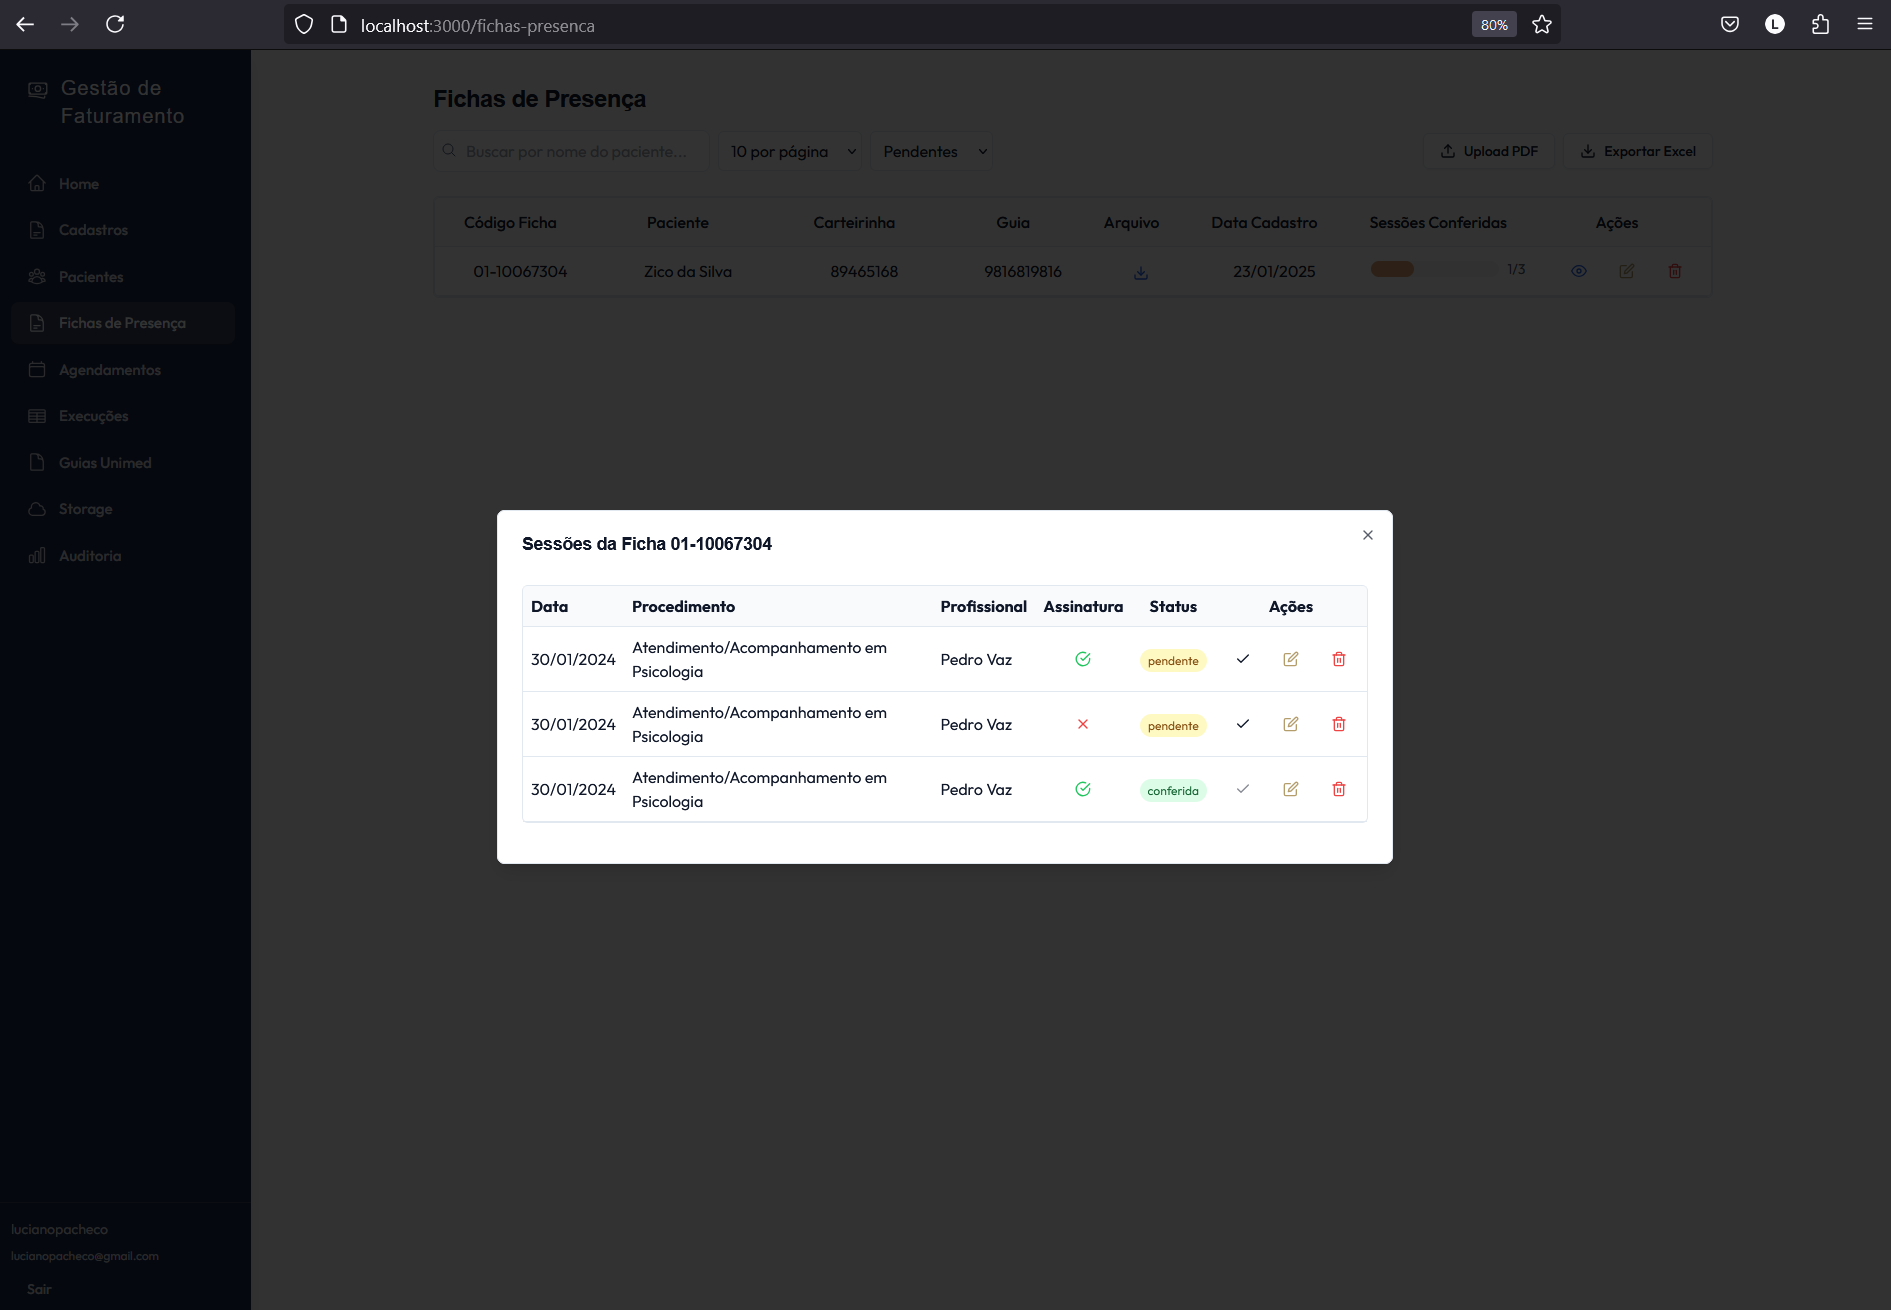 localhost:3000/fichas-presenca
80%
L
Gestão de
Faturamento
Home
Cadastros
Pacientes
Fichas de Presença
Agendamentos
Execuções
Guias Unimed
Storage
Auditoria
lucianopacheco
lucianopacheco@gmail.com
Sair
Fichas de Presença
Buscar por nome do paciente... 10 por página Pendentes Upload PDF Exportar Excel
Código Ficha Paciente Carteirinha Guia Arquivo Data Cadastro Sessões Conferidas Ações
01-10067304 Zico da Silva 89465168 9816819816 23/01/2025 1/3
Sessões da Ficha 01-10067304
Data Procedimento Profissional Assinatura Status Ações
30/01/2024 Atendimento/Acompanhamento em
Psicologia Pedro Vaz pendente
30/01/2024 Atendimento/Acompanhamento em
Psicologia Pedro Vaz pendente
30/01/2024 Atendimento/Acompanhamento em
Psicologia Pedro Vaz conferida